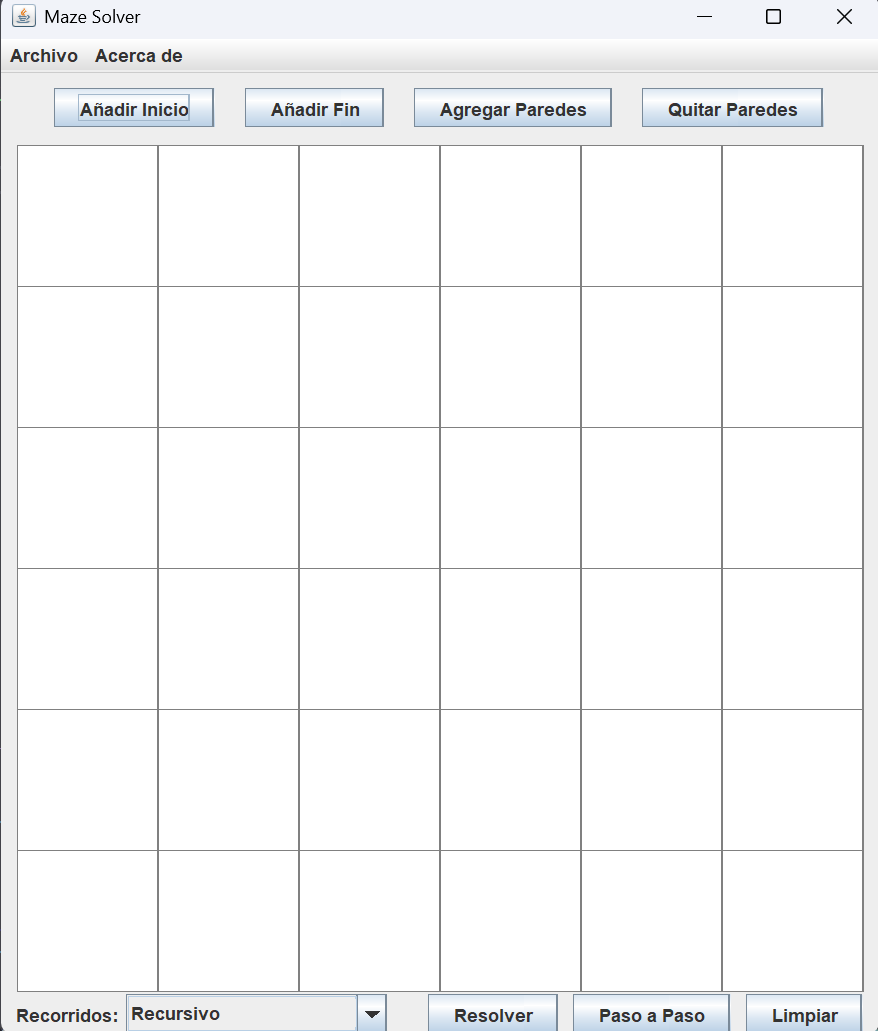 Maze Solver
Archivo Acerca de
Añadir Inicio Añadir Fin Agregar Paredes Quitar Paredes
Recorridos: Recursivo Resolver Paso a Paso Limpiar